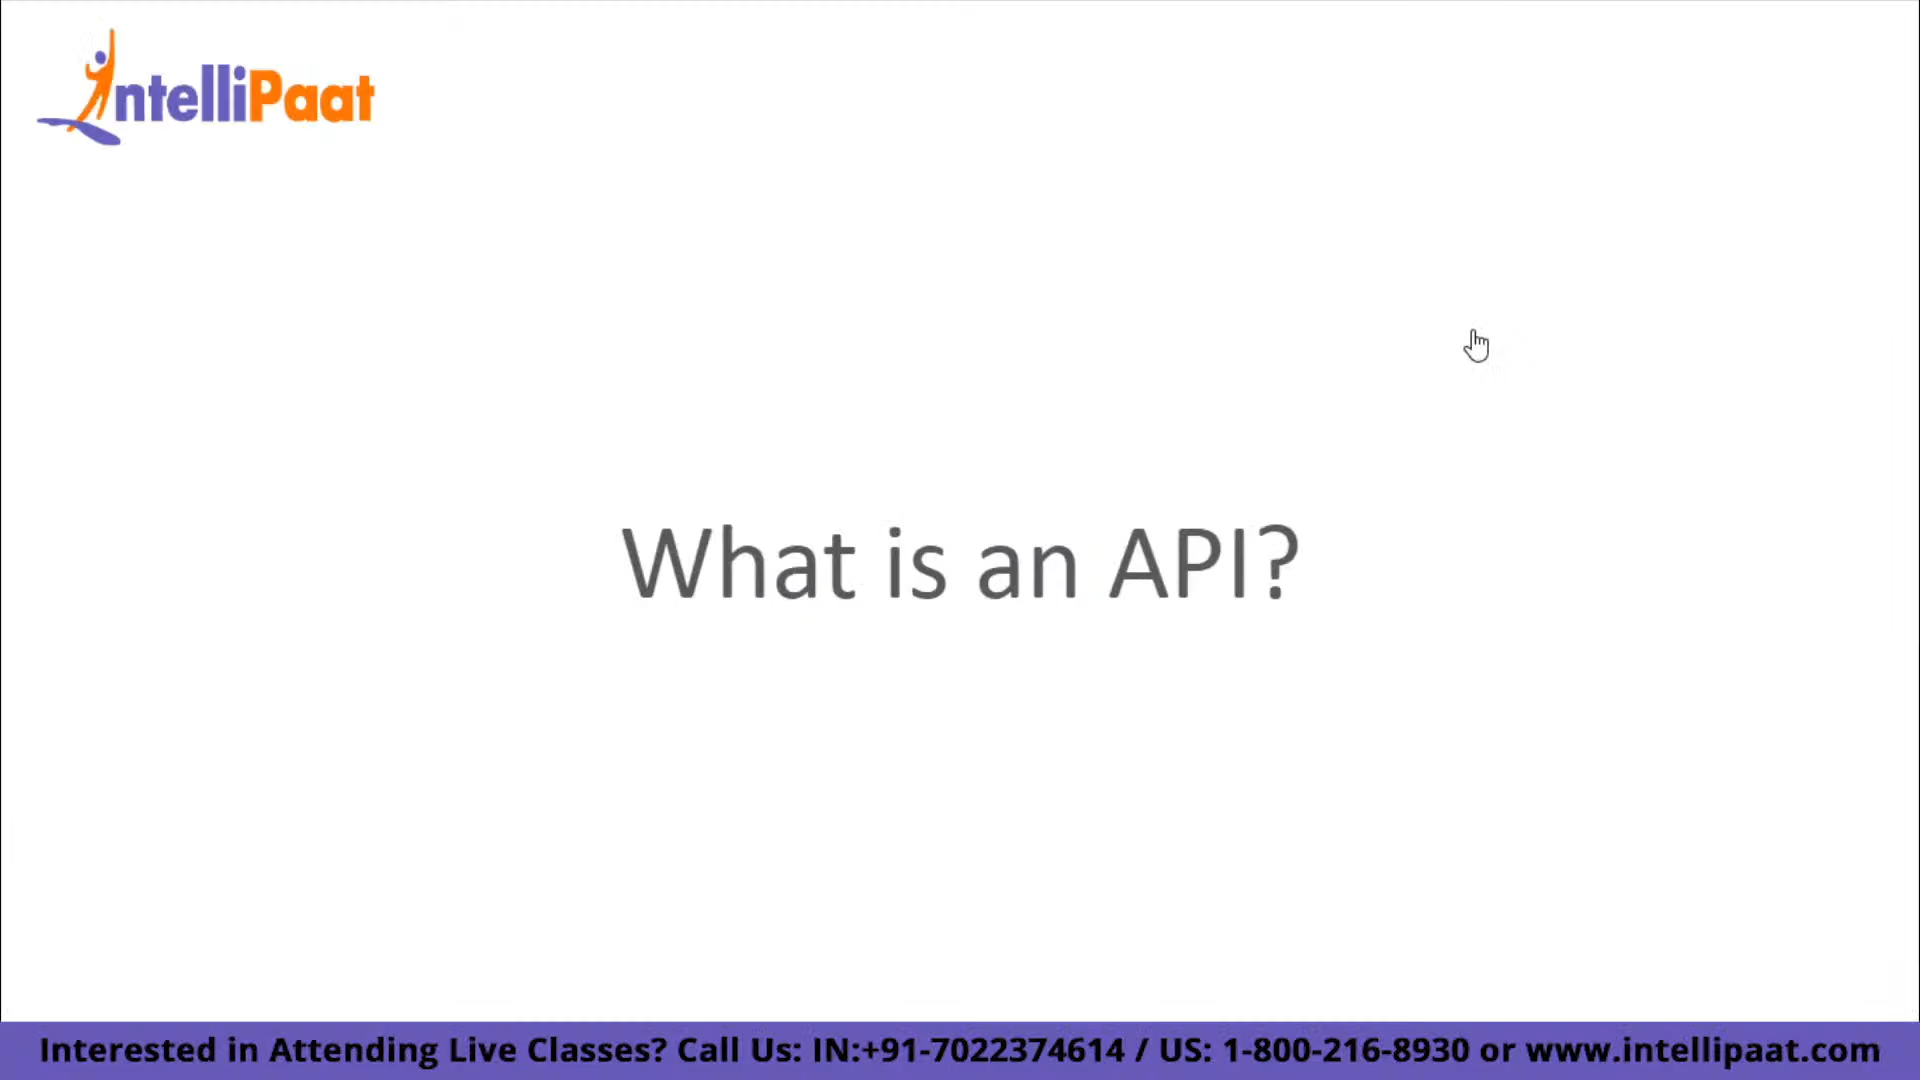 IntelliPaat
What is an API?
Interested in Attending Live Classes? Call Us: IN:+91-7022374614 / US: 1-800-216-8930 or www.intellipaat.com